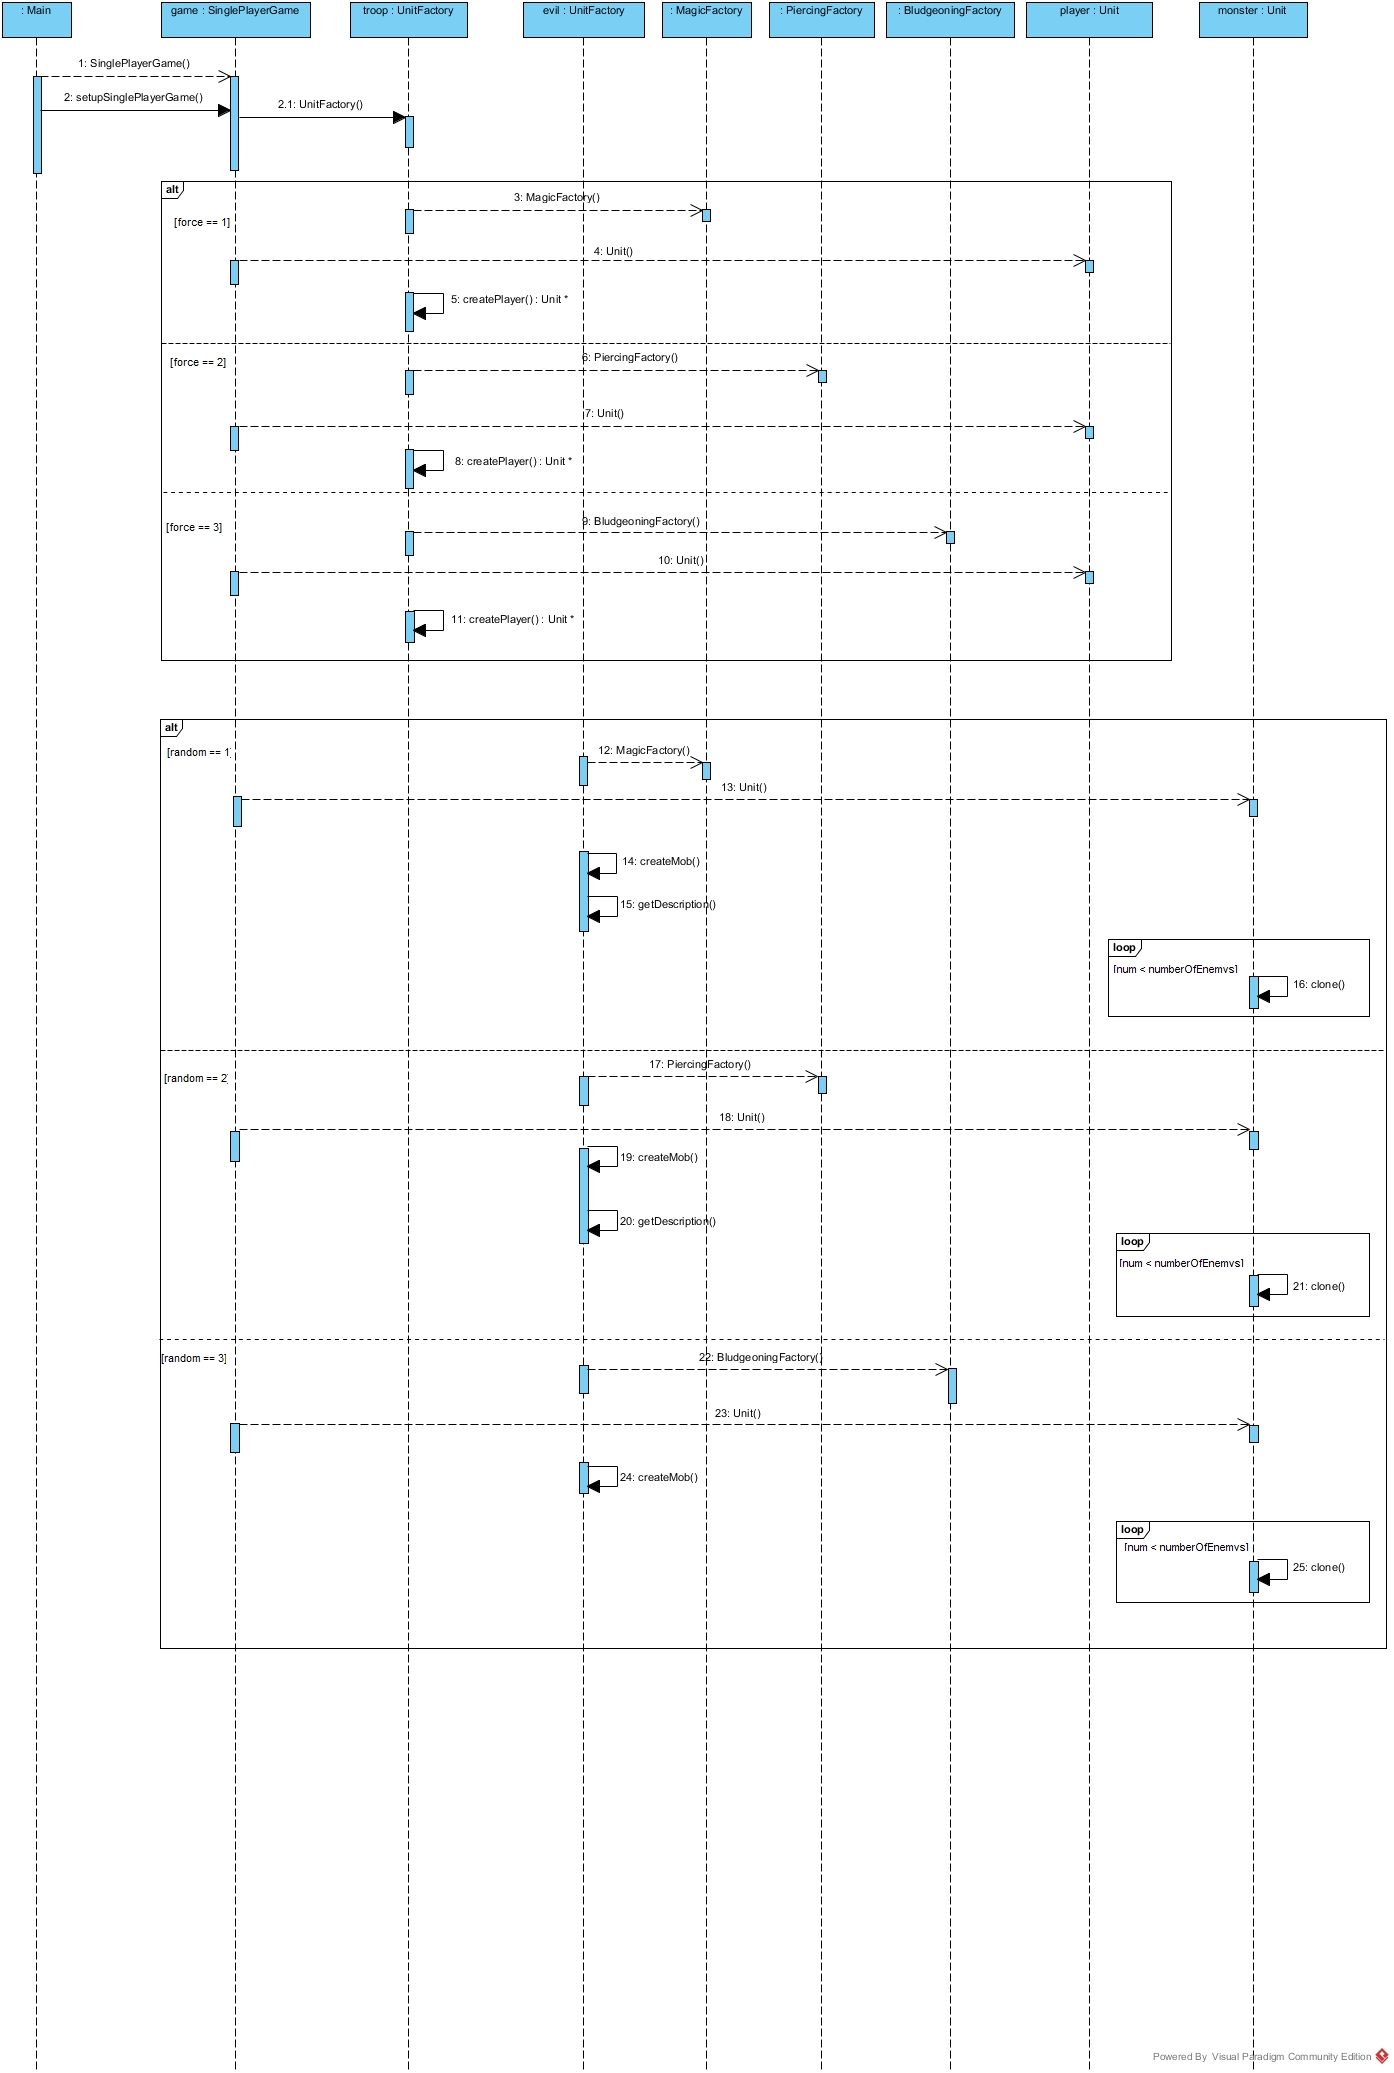 : Main
game : SinglePlayerGame
troop : UnitFactory
evil : UnitFactory
: MagicFactory
: PiercingFactory
: BludgeoningFactory
player : Unit
monster : Unit
1: SinglePlayerGame()
2: setupSinglePlayerGame()
2.1: UnitFactory()
alt
3: MagicFactory()
[force == 1]
4: Unit()
5: createPlayer() : Unit *
[force == 2]
6: PiercingFactory()
7: Unit()
8: createPlayer() : Unit *
[force == 3]
9: BludgeoningFactory()
10: Unit()
11: createPlayer() : Unit *
alt
[random == 1]
12: MagicFactory()
13: Unit()
14: createMob()
15: getDescription()
loop
[num < numberOfEnemys]
16: clone()
17: PiercingFactory()
[random == 2]
18: Unit()
19: createMob()
20: getDescription()
loop
[num < numberOfEnemys]
21: clone()
[random == 3]
22: BludgeoningFactory()
23: Unit()
24: createMob()
loop
[num < numberOfEnemys]
25: clone()
Powered By Visual Paradigm Community Edition